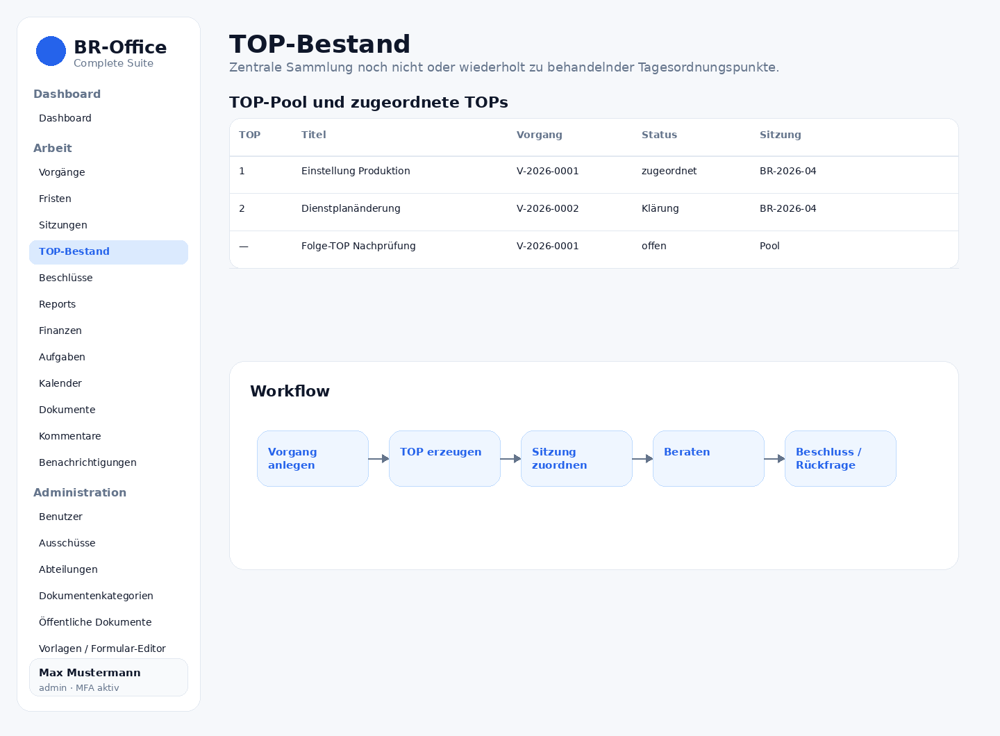 BR-Office
Complete Suite
Dashboard
Dashboard
Arbeit
Vorgänge
Fristen
Sitzungen
TOP-Bestand
Beschlüsse
Reports
Finanzen
Aufgaben
Kalender
Dokumente
Kommentare
Benachrichtigungen
Administration
Benutzer
Ausschüsse
Abteilungen
Dokumentenkategorien
Öffentliche Dokumente
Vorlagen / Formular-Editor
Max Mustermann
admin · MFA aktiv
TOP-Bestand
Zentrale Sammlung noch nicht oder wiederholt zu behandelnder Tagesordnungspunkte.
TOP-Pool und zugeordnete TOPs
TOP Titel Vorgang Status Sitzung
1 Einstellung Produktion V-2026-0001 zugeordnet BR-2026-04
2 Dienstplanänderung V-2026-0002 Klärung BR-2026-04
— Folge-TOP Nachprüfung V-2026-0001 offen Pool
Workflow
Vorgang
anlegen
TOP erzeugen
Sitzung
zuordnen
Beraten
Beschluss /
Rückfrage